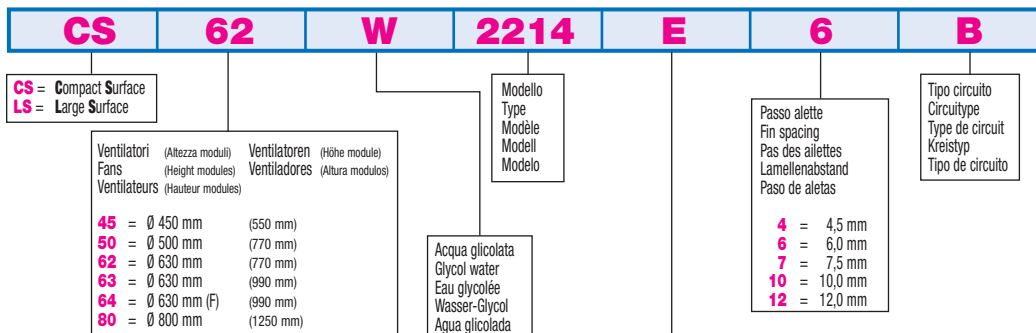 CS 62 W 2214 E 6 B
CS = Compact Surface
LS = Large Surface
Ventilatori (Altezza moduli) Ventilatoren (Höhe module)
Fans (Height modules) Ventiladores (Altura modulos)
Ventilateurs (Hauteur modules)
45 = Ø 450 mm (550 mm)
50 = Ø 500 mm (770 mm)
62 = Ø 630 mm (770 mm)
63 = Ø 630 mm (990 mm)
64 = Ø 630 mm (F) (990 mm)
80 = Ø 800 mm (1250 mm)
Acqua glicolata
Glycol water
Eau glycolée
Wasser-Glycol
Agua glicolada
Modello
Type
Modèle
Modell
Modelo
Passo alette
Fin spacing
Pas des ailettes
Lamellenabstand
Paso de aletas
4 = 4,5 mm
6 = 6,0 mm
7 = 7,5 mm
10 = 10,0 mm
12 = 12,0 mm
Tipo circuito
Circuitype
Type de circuit
Kreistyp
Tipo de circuito